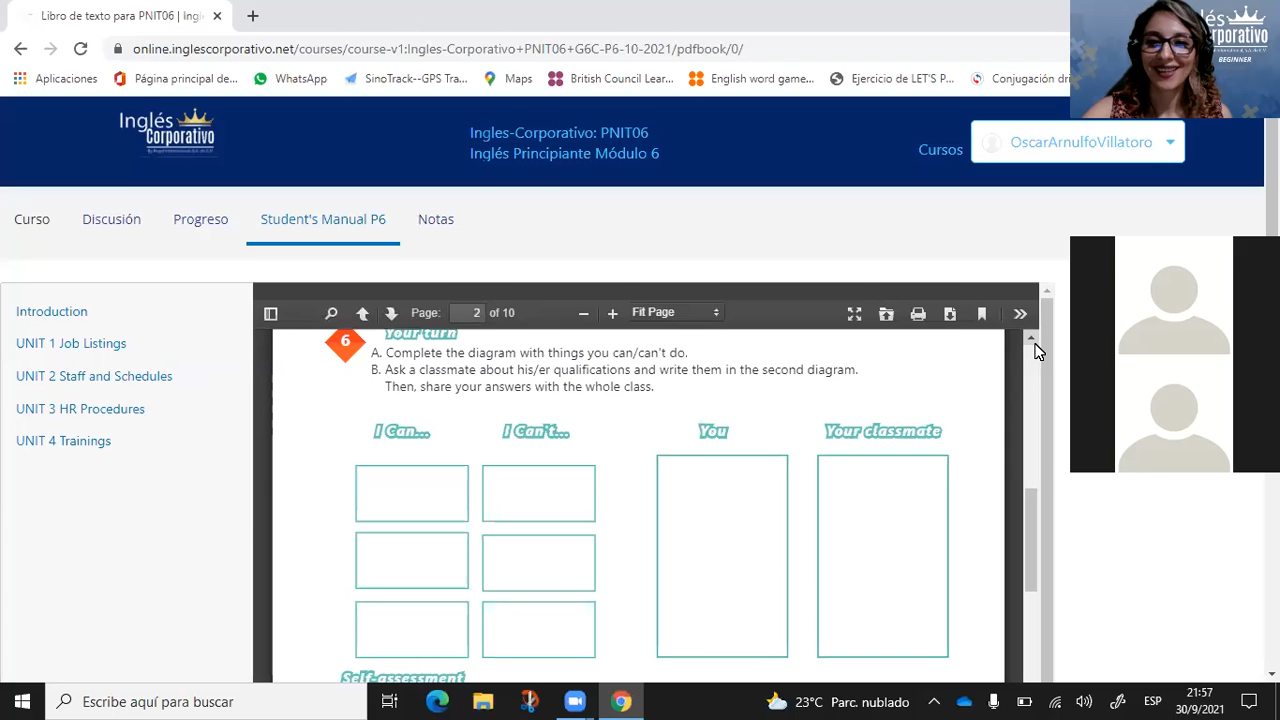 Libro de texto para PNIT06 | Ingl
online.inglescorporativo.net/courses/course-v1:Ingles-Corporativo+PNIT06+G6C-P6-10-2021/pdfbook/0/
Aplicaciones
Página principal de...
WhatsApp
SinoTrack--GPS Tra...
Maps
British Council Lear...
English word game...
Ejercicio de LET'S P...
Conjugación dri
glés
Corporativo
BEGINNER
Inglés
Corporativo
Ingles-Corporativo: PNIT06
Inglés Principiante Módulo 6
Cursos
OscarArnulfoVillatoro
Curso
Discusión
Progreso
Student's Manual P6
Notas
Introduction
UNIT 1 Job Listings
UNIT 2 Staff and Schedules
UNIT 3 HR Procedures
UNIT 4 Trainings
Page: 2 of 10
Fit Page
6
Your turn
A. Complete the diagram with things you can/can't do.
B. Ask a classmate about his/er qualifications and write them in the second diagram.
Then, share your answers with the whole class.
I Can...
I Can't...
You
Your classmate
Self-assessment
Escribe aquí para buscar
23°C Parc. nublado
ESP
21:57
30/9/2021